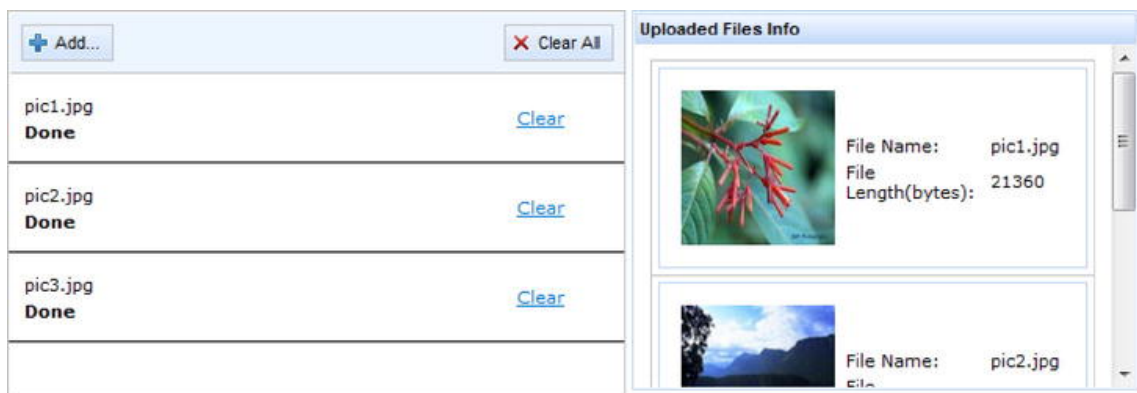 Add...
Clear All
pic1.jpg
Done
Clear
pic2.jpg
Done
Clear
pic3.jpg
Done
Clear
Uploaded Files Info
File Name: pic1.jpg
File
Length(bytes): 21360
File Name: pic2.jpg
File